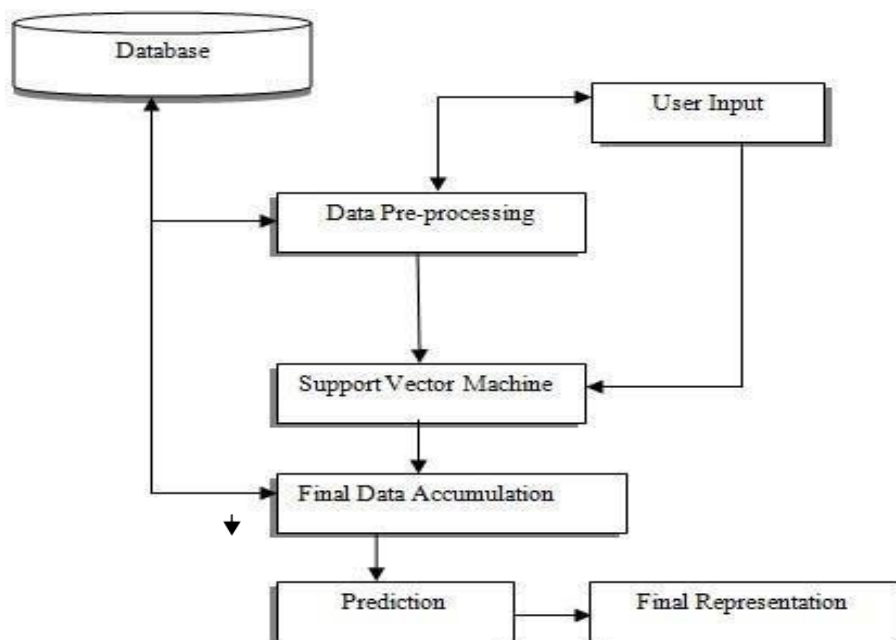 Database
User Input
Data Pre-processing
Support Vector Machine
Final Data Accumulation
Prediction
Final Representation